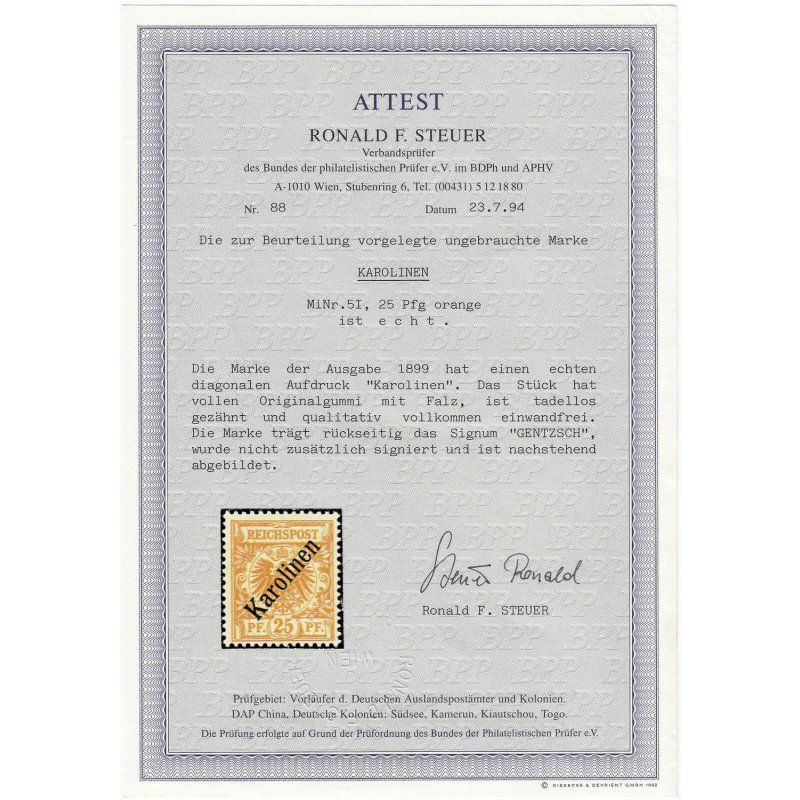 ATTEST
RONALD F. STEUER
Verbandsprüfer
des Bundes der philatelistischen Prüfer e.V. im BDPh und APHV
A-1010 Wien, Stubenring 6, Tel. (00431) 5 12 18 80
Nr. 88 Datum 23.7.94
Die zur Beurteilung vorgelegte ungebrauchte Marke
KAROLINEN
MiNr.5I, 25 Pfg orange
ist e c h t .
Die Marke der Ausgabe 1899 hat einen echten
diagonalen Aufdruck "Karolinen". Das Stück hat
vollen Originalgummi mit Falz, ist tadellos
gezähnt und qualitativ vollkommen einwandfrei.
Die Marke trägt rückseitig das Signum "GENTZSCH",
wurde nicht zusätzlich signiert und ist nachstehend
abgebildet.
REICHSPOST
Karolinen
PF. 25 PF.
Steuer Ronald
Ronald F. STEUER
Prüfgebiet: Vorläufer d. Deutschen Auslandspostämter und Kolonien.
DAP China, Deutsche Kolonien: Südsee, Kamerun, Kiautschou, Togo.
Die Prüfung erfolgte auf Grund der Prüfordnung des Bundes der Philatelistischen Prüfer e.V.
© GIESECKE & DEVRIENT GMBH 1992